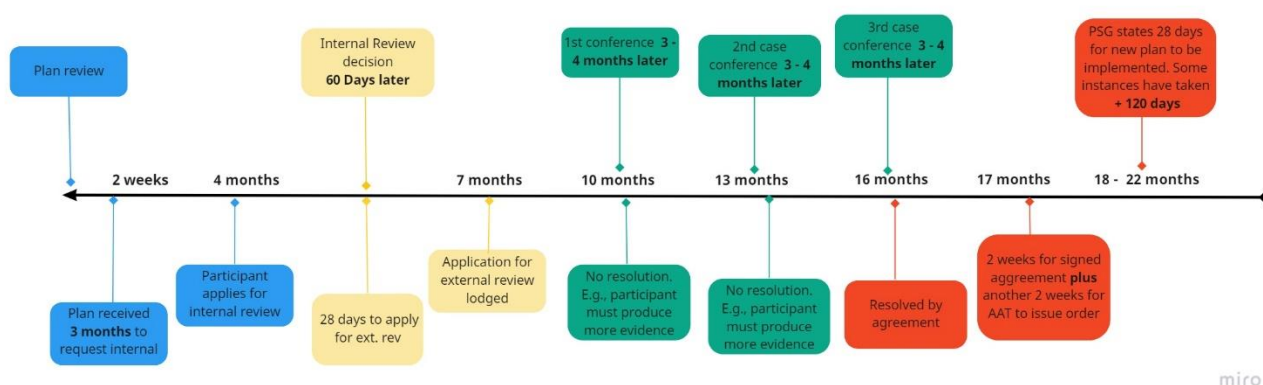 Plan review
Internal Review
decision
60 Days later
1st conference 3 -
4 months later
2nd case
conference 3 - 4
months later
3rd case
conference 3 - 4
months later
PSG states 28 days
for new plan to be
implemented. Some
instances have taken
+ 120 days
2 weeks
4 months
7 months
10 months
13 months
16 months
17 months
18 - 22 months
Plan received
3 months to
request internal
Participant
applies for
internal review
28 days to apply
for ext. rev
Application for
external review
lodged
No resolution.
E.g., participant
must produce
more evidence
No resolution.
E.g., participant
must produce
more evidence
Resolved by
agreement
2 weeks for signed
aggreement plus
another 2 weeks for
AAT to issue order
miro